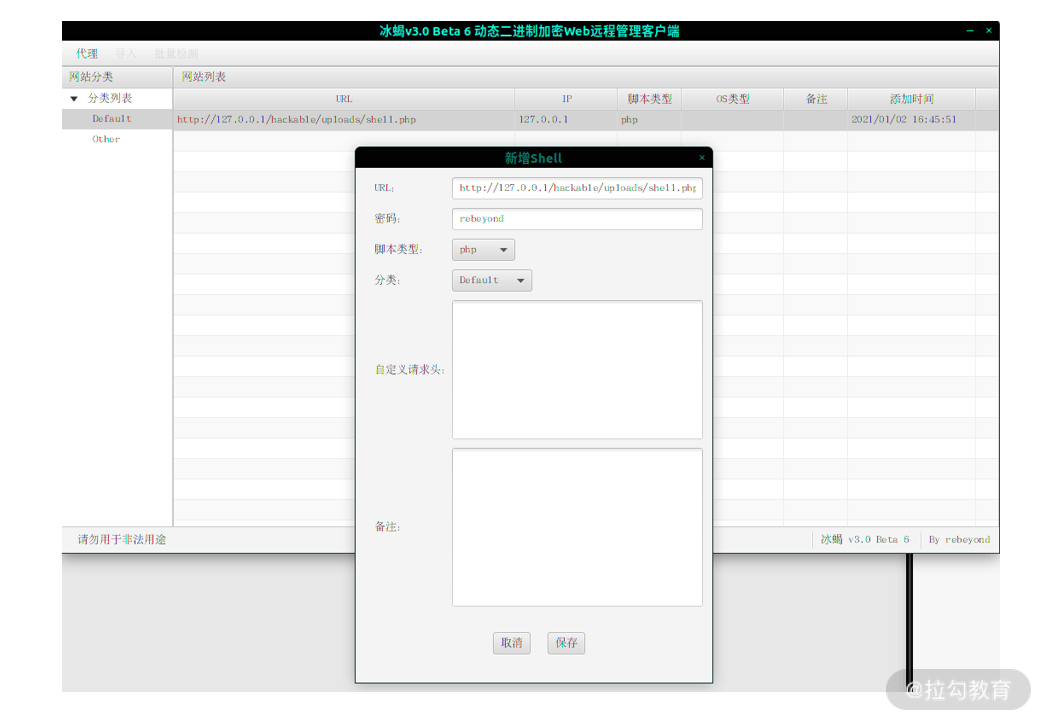 冰蝎v3.0 Beta 6 动态二进制加密Web远程管理客户端
代理 导入 批量检测
网站分类 网站列表
分类列表 URL IP 脚本类型 OS类型 备注 添加时间
Default http://127.0.0.1/hackable/uploads/shell.php 127.0.0.1 php 2021/01/02 16:45:51
Other
新增Shell
URL: http://127.0.0.1/hackable/uploads/shell.php
密码: rebeyond
脚本类型: php
分类: Default
自定义请求头:
备注:
取消 保存
请勿用于非法用途 冰蝎 v3.0 Beta 6 By rebeyond
@拉勾教育